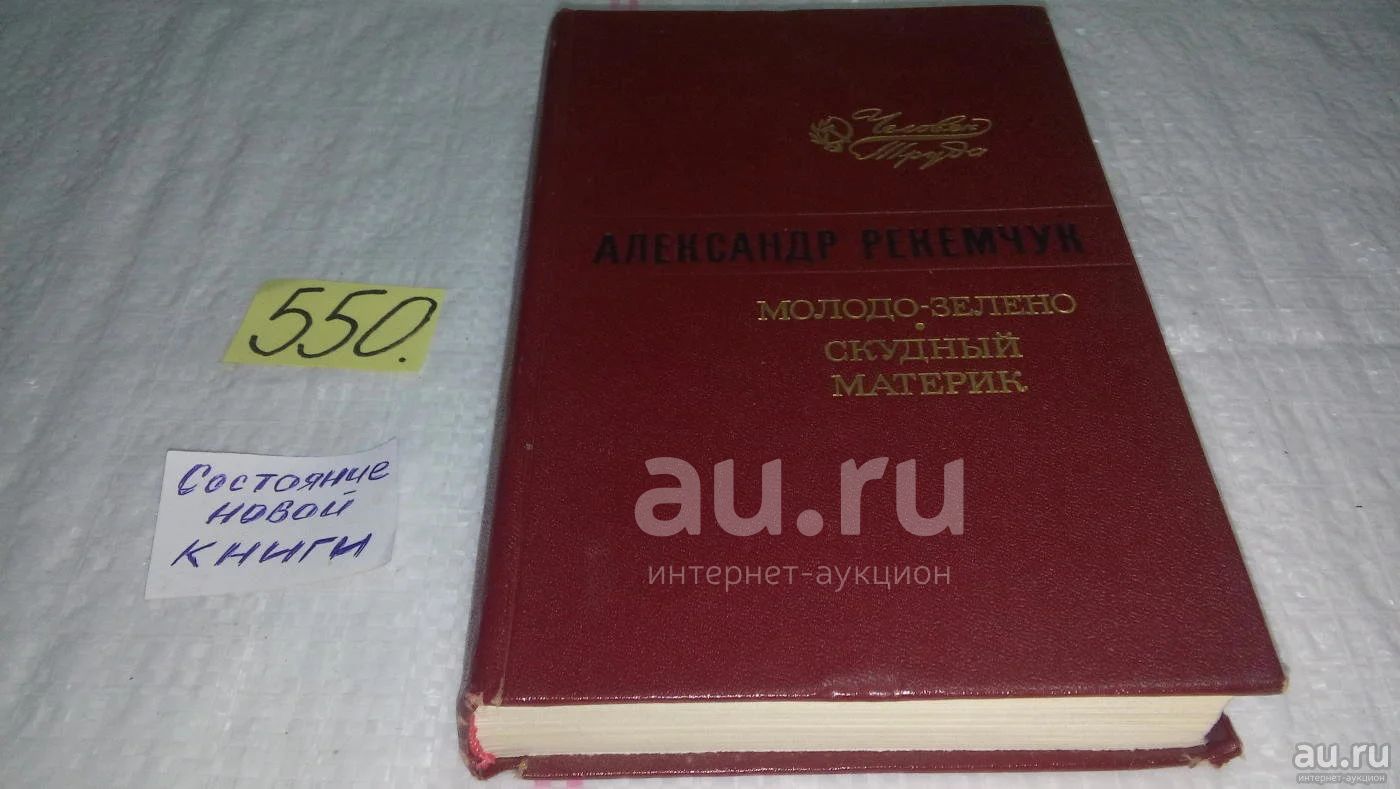 Человек
Труда
АЛЕКСАНДР РЕКЕМЧУК
МОЛОДО-ЗЕЛЕНО
•
СКУДНЫЙ
МАТЕРИК
550.
Состояние
новой
книги
au.ru
интернет-аукцион
au.ru
интернет-аукцион